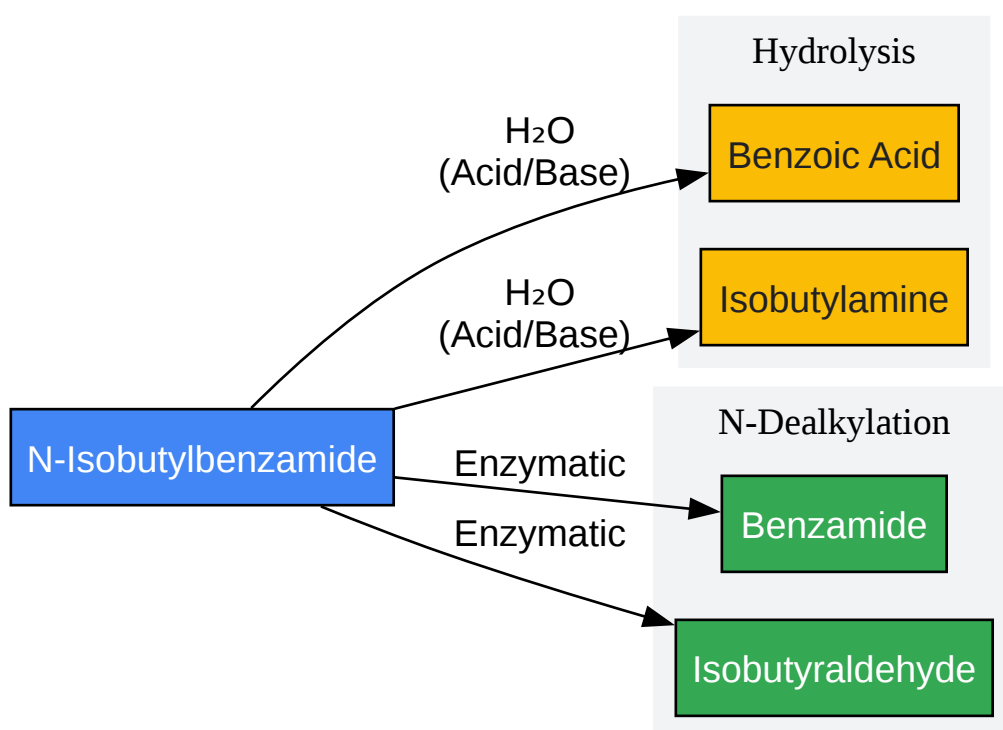 Hydrolysis
H₂O
(Acid/Base)
Benzoic Acid
H₂O
(Acid/Base)
Isobutylamine
N-Isobutylbenzamide
N-Dealkylation
Enzymatic
Benzamide
Enzymatic
Isobutyraldehyde